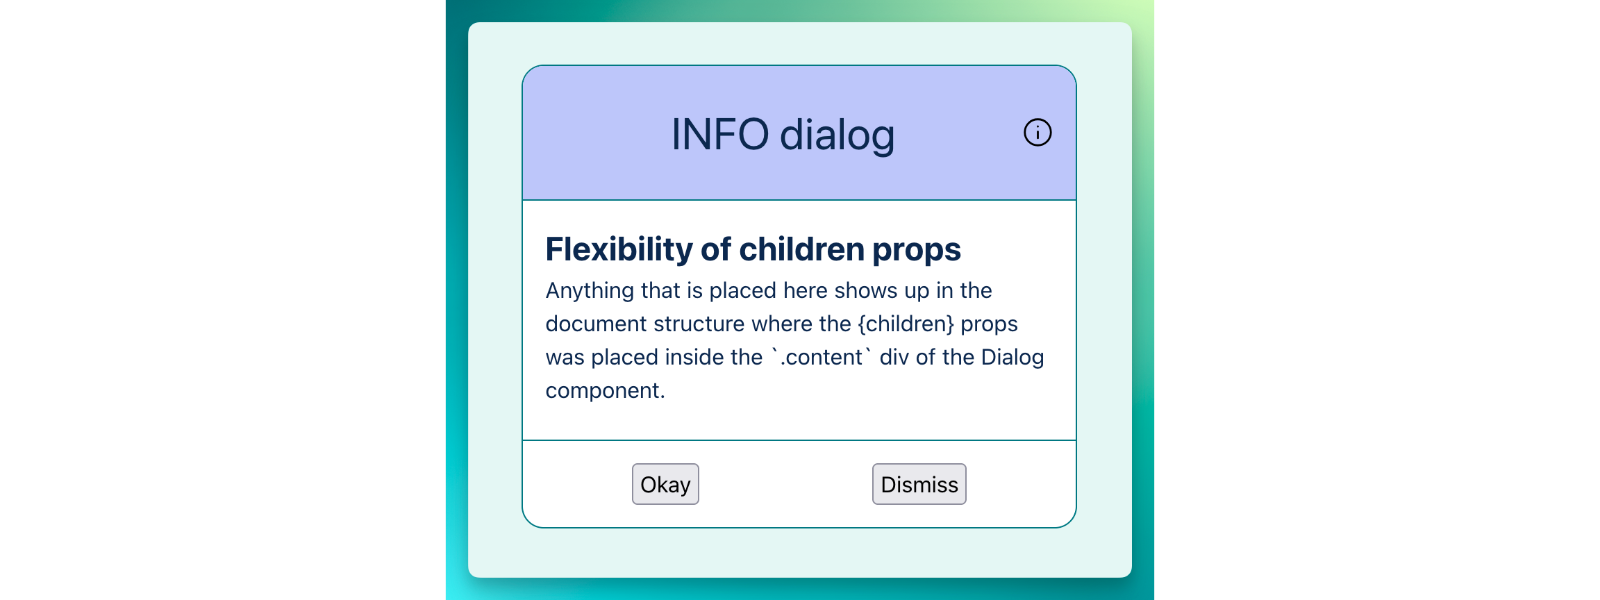 INFO dialog
Flexibility of children props
Anything that is placed here shows up in the
document structure where the {children} props
was placed inside the `.content` div of the Dialog
component.
Okay
Dismiss